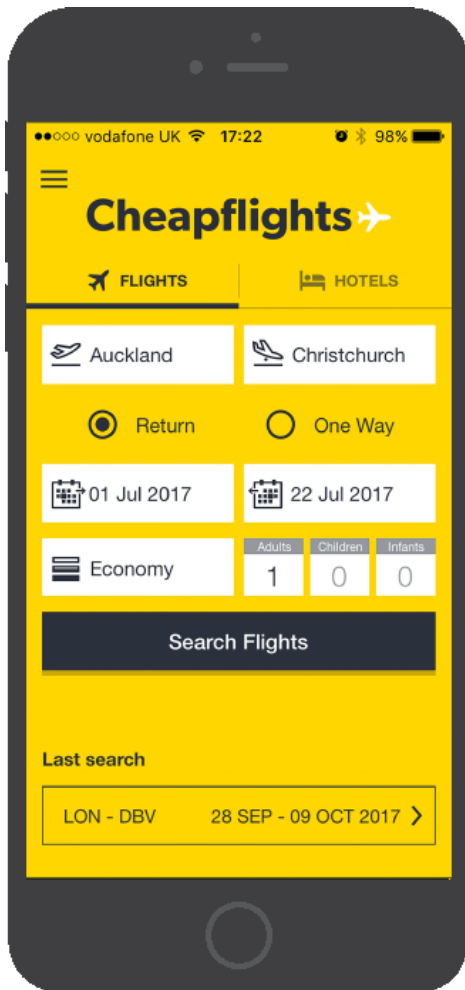 vodafone UK 17:22 98%
Cheapflights
FLIGHTS HOTELS
Auckland Christchurch
Return One Way
01 Jul 2017 22 Jul 2017
Adults Children Infants
Economy 1 0 0
Search Flights
Last search
LON - DBV 28 SEP - 09 OCT 2017